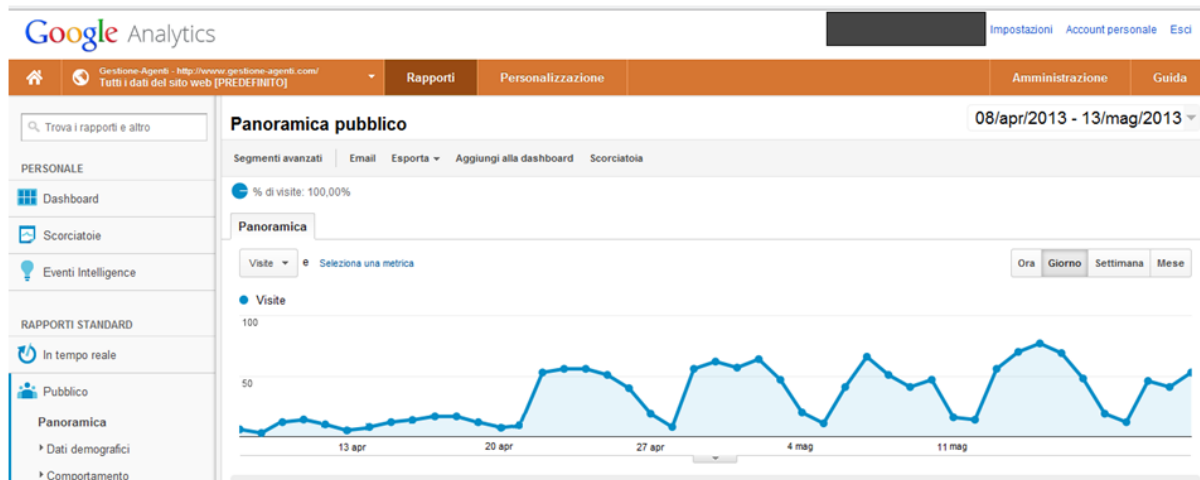 Google Analytics
Impostazioni Account personale Esci
Gestione-Agenti - http://www.gestione-agenti.com/
Tutti i dati del sito web [PREDEFINITO]
Rapporti Personalizzazione Amministrazione Guida
Trova i rapporti e altro
PERSONALE
Dashboard
Scorciatoie
Eventi Intelligence
RAPPORTI STANDARD
In tempo reale
Pubblico
Panoramica
Dati demografici
Comportamento
Panoramica pubblico
08/apr/2013 - 13/mag/2013
Segmenti avanzati Email Esporta Aggiungi alla dashboard Scorciatoia
% di visite: 100,00%
Panoramica
Visite e Seleziona una metrica
Ora Giorno Settimana Mese
Visite
100
50
13 apr 20 apr 27 apr 4 mag 11 mag